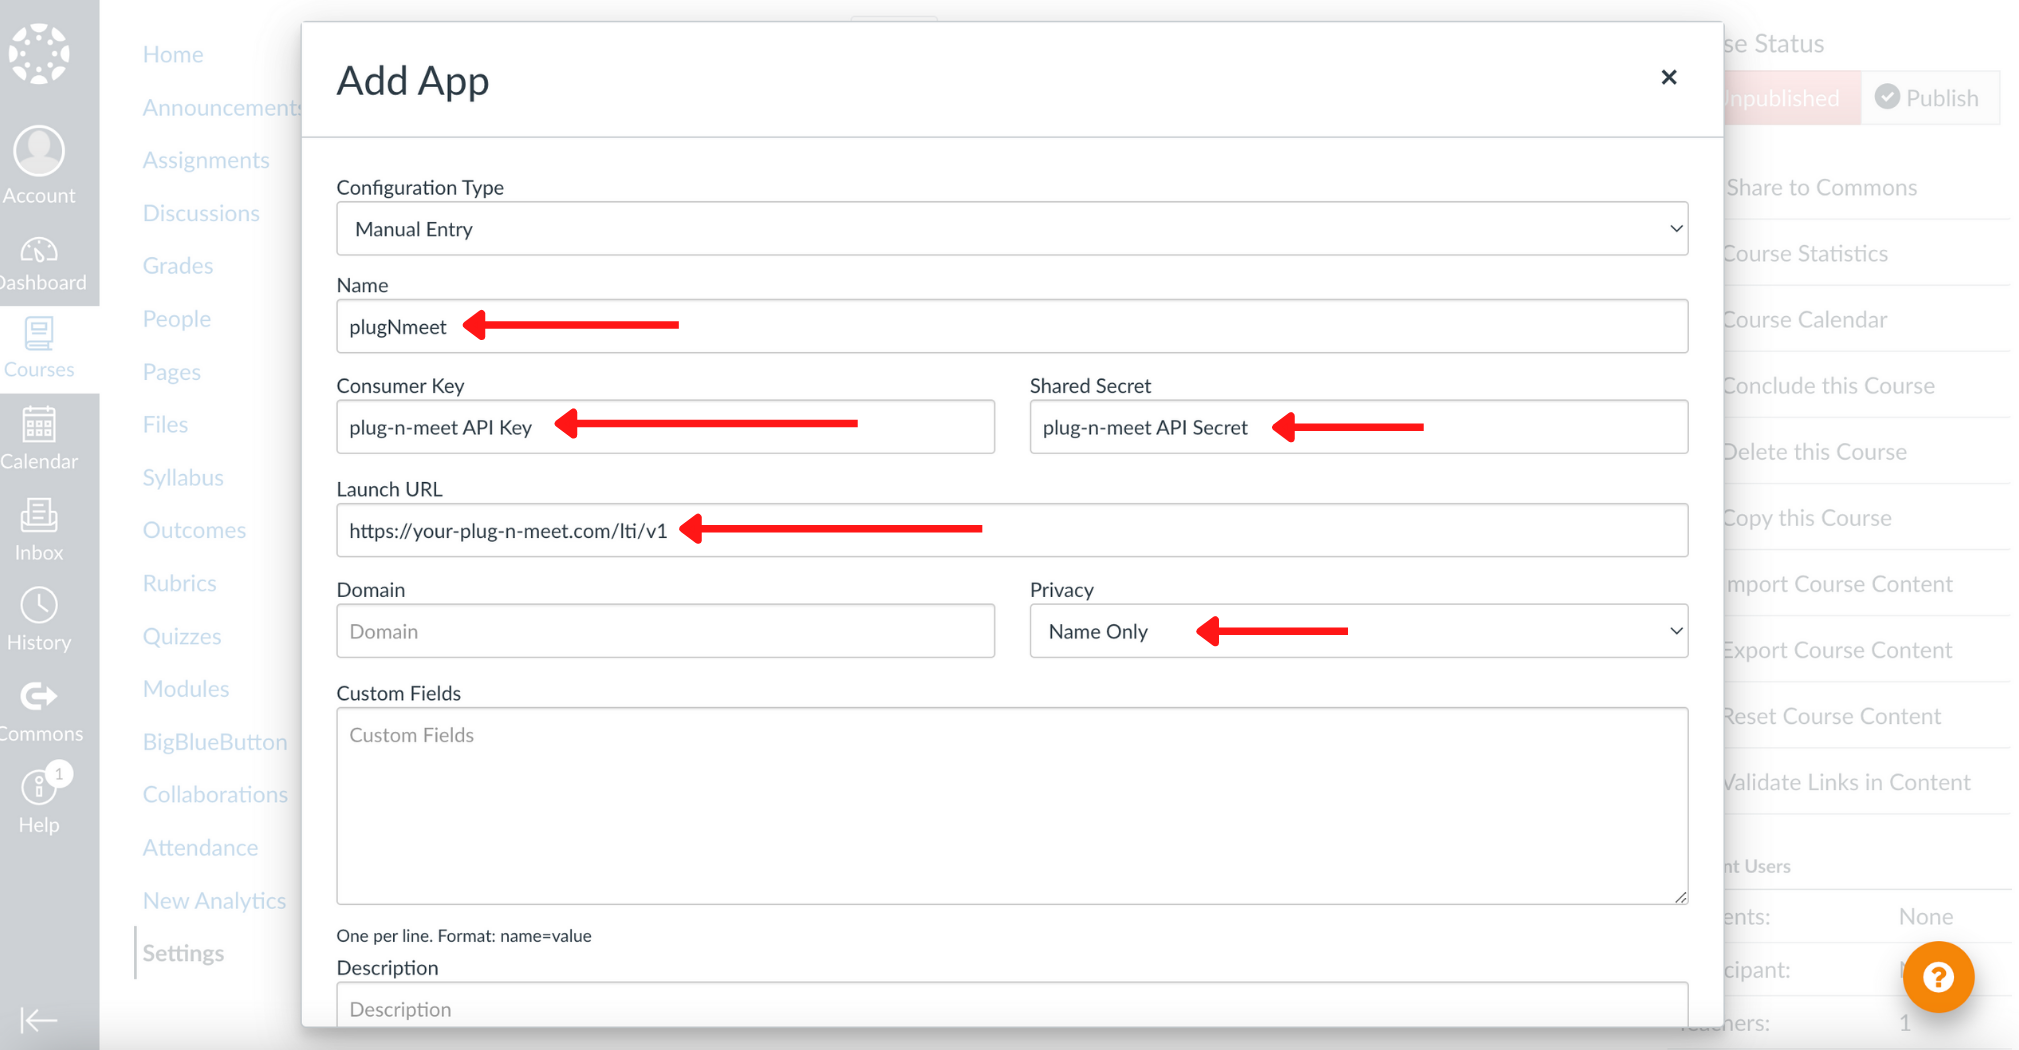 Account
Dashboard
Courses
Calendar
Inbox
History
Commons
1
Help
Home
Announcements
Assignments
Discussions
Grades
People
Pages
Files
Syllabus
Outcomes
Rubrics
Quizzes
Modules
BigBlueButton
Collaborations
Attendance
New Analytics
Settings
Add App
×
Configuration Type
Manual Entry
Name
plugNmeet
Consumer Key
Shared Secret
plug-n-meet API Key
plug-n-meet API Secret
Launch URL
https://your-plug-n-meet.com/lti/v1
Domain
Privacy
Domain
Name Only
Custom Fields
Custom Fields
One per line. Format: name=value
Description
Description
se Status
Unpublished
Publish
Share to Commons
Course Statistics
Course Calendar
Conclude this Course
Delete this Course
Copy this Course
Import Course Content
Export Course Content
Reset Course Content
Validate Links in Content
nt Users
ents: None
cipant:
?
Teachers: 1